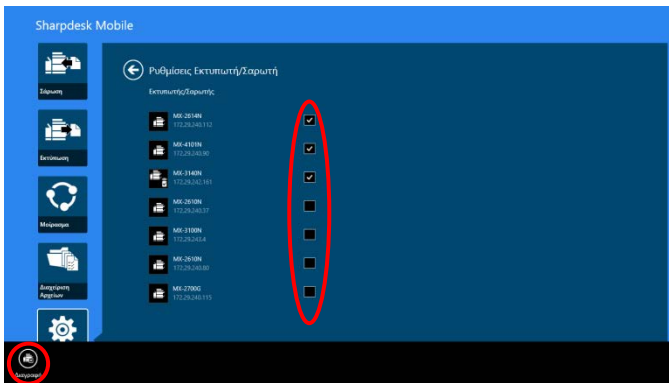 Sharpdesk Mobile
Σάρωση
Εκτύπωση
Μοίρασμα
Διαχείριση
Αρχείων
Ρυθμίσεις Εκτυπωτή/Σαρωτή
Εκτυπωτής/Σαρωτής
MX-2614N
172.29.240.112
MX-4101N
172.29.240.90
MX-3140N
172.29.242.161
MX-2610N
172.29.240.37
MX-3100N
172.29.243.4
MX-2610N
172.29.240.60
MX-2700G
172.29.240.115
Διαγραφή